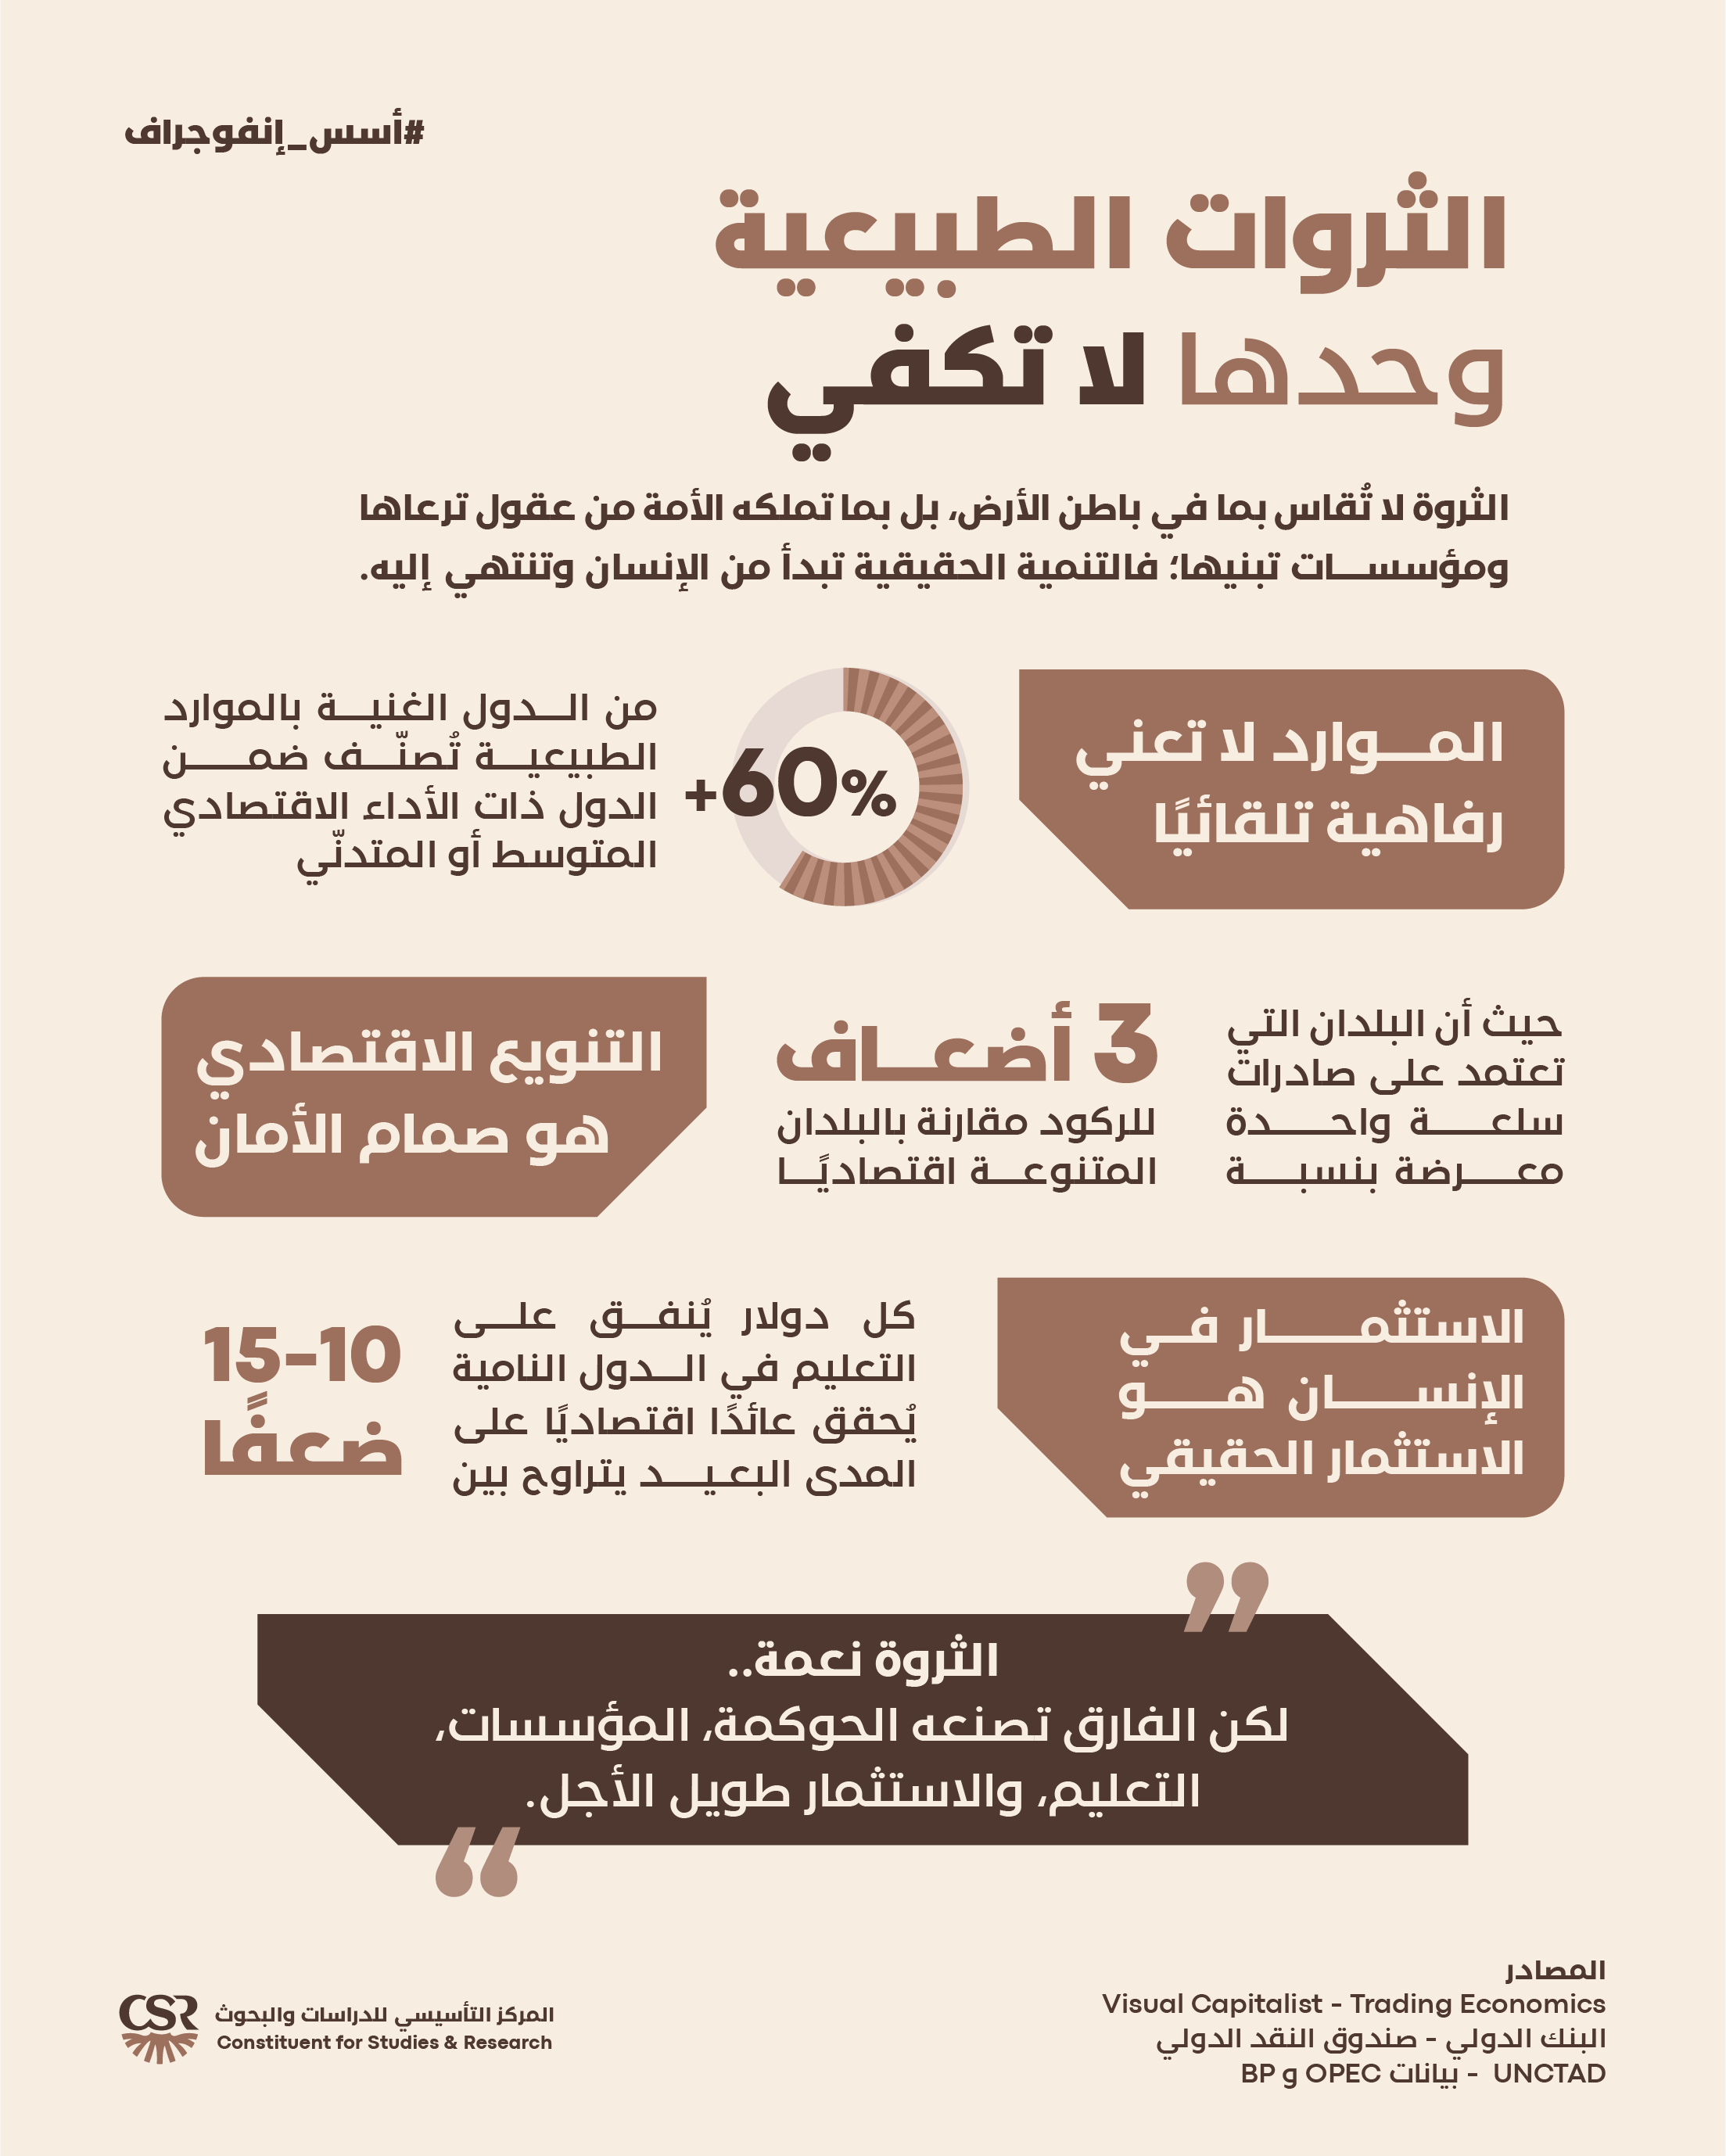 #أسس_إنفوجراف
الثروات الطبيعية
وحدها لا تكفي
الثروة لا تُقاس بما في باطن الأرض، بل بما تملكه الأمة من عقول ترعاها
ومؤسسات تبنيها؛ فالتنمية الحقيقية تبدأ من الإنسان وتنتهي إليه.
الموارد لا تعني
رفاهية تلقائيًا
+60%
من الدول الغنية بالموارد
الطبيعية تُصنّف ضمن
الدول ذات الأداء الاقتصادي
المتوسط أو المتدنّي
حيث أن البلدان التي
تعتمد على صادرات
سلعة واحدة
معرضة بنسبة
3 أضعاف
للركود مقارنة بالبلدان
المتنوعة اقتصاديًا
التنويع الاقتصادي
هو صمام الأمان
الاستثمار في
الإنسان هو
الاستثمار الحقيقي
كل دولار يُنفق على
التعليم في الدول النامية
يُحقق عائدًا اقتصاديًا على
المدى البعيد يتراوح بين
15-10
ضعفًا
الثروة نعمة..
لكن الفارق تصنعه الحوكمة، المؤسسات،
التعليم، والاستثمار طويل الأجل.
المصادر
Visual Capitalist - Trading Economics
البنك الدولي - صندوق النقد الدولي
UNCTAD - بيانات OPEC و BP
CSR
المركز التأسيسي للدراسات والبحوث
Constituent for Studies & Research